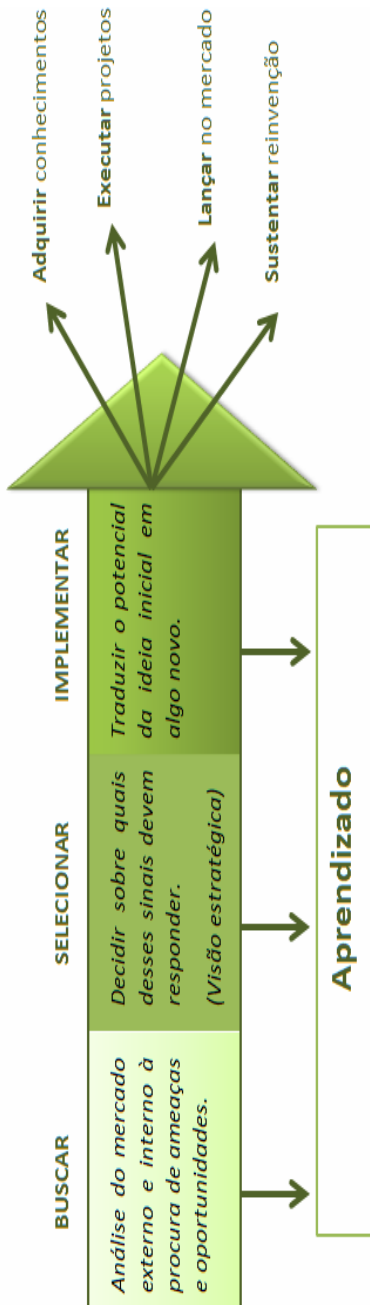 BUSCAR
Análise do mercado
externo e interno à
procura de ameaças
e oportunidades.
SELECIONAR
Decidir sobre quais
desses sinais devem
responder.
(Visão estratégica)
IMPLEMENTAR
Traduzir o potencial
da ideia inicial em
algo novo.
Adquirir conhecimentos
Executar projetos
Lançar no mercado
Sustentar reinvenção
Aprendizado